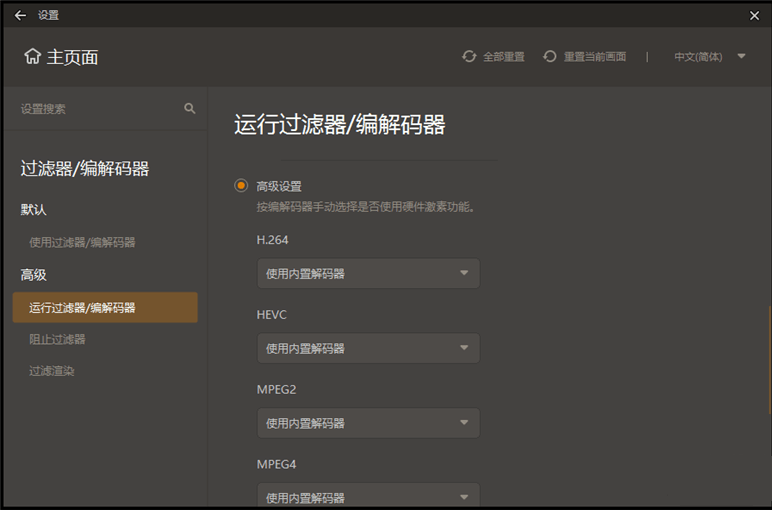 设置
主页面
全部重置
重置当前画面
|
中文(简体)
设置搜索
过滤器/编解码器
默认
使用过滤器/编解码器
高级
运行过滤器/编解码器
阻止过滤器
过滤渲染
运行过滤器/编解码器
高级设置
按编解码器手动选择是否使用硬件激素功能。
H.264
使用内置解码器
HEVC
使用内置解码器
MPEG2
使用内置解码器
MPEG4
使用内置解码器